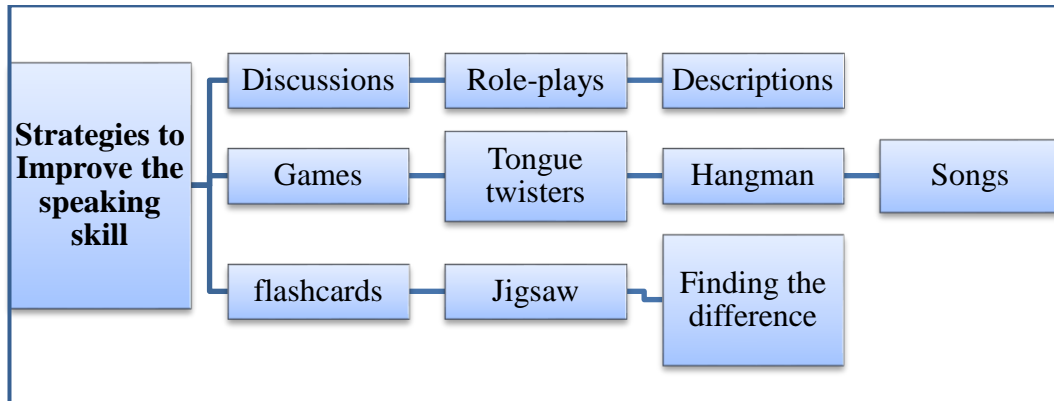 Strategies to
Improve the
speaking
skill
Discussions
Role-plays
Descriptions
Games
Tongue
twisters
Hangman
Songs
flashcards
Jigsaw
Finding the
difference